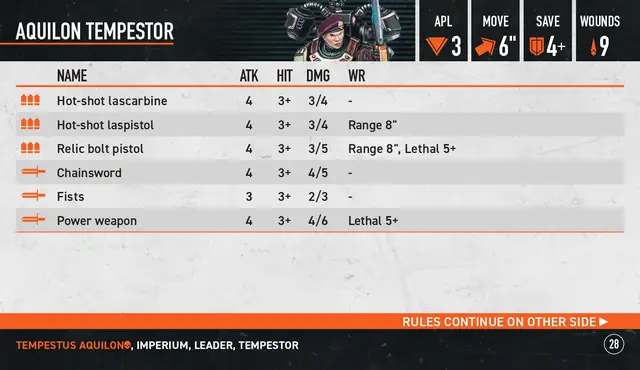 AQUILON TEMPESTOR
APL 3
MOVE 6"
SAVE 4+
WOUNDS 9
NAME ATK HIT DMG WR
Hot-shot lascarbine 4 3+ 3/4 -
Hot-shot laspistol 4 3+ 3/4 Range 8"
Relic bolt pistol 4 3+ 3/5 Range 8", Lethal 5+
Chainsword 4 3+ 4/5 -
Fists 3 3+ 2/3 -
Power weapon 4 3+ 4/6 Lethal 5+
RULES CONTINUE ON OTHER SIDE ▶
TEMPESTUS AQUILON, IMPERIUM, LEADER, TEMPESTOR
28